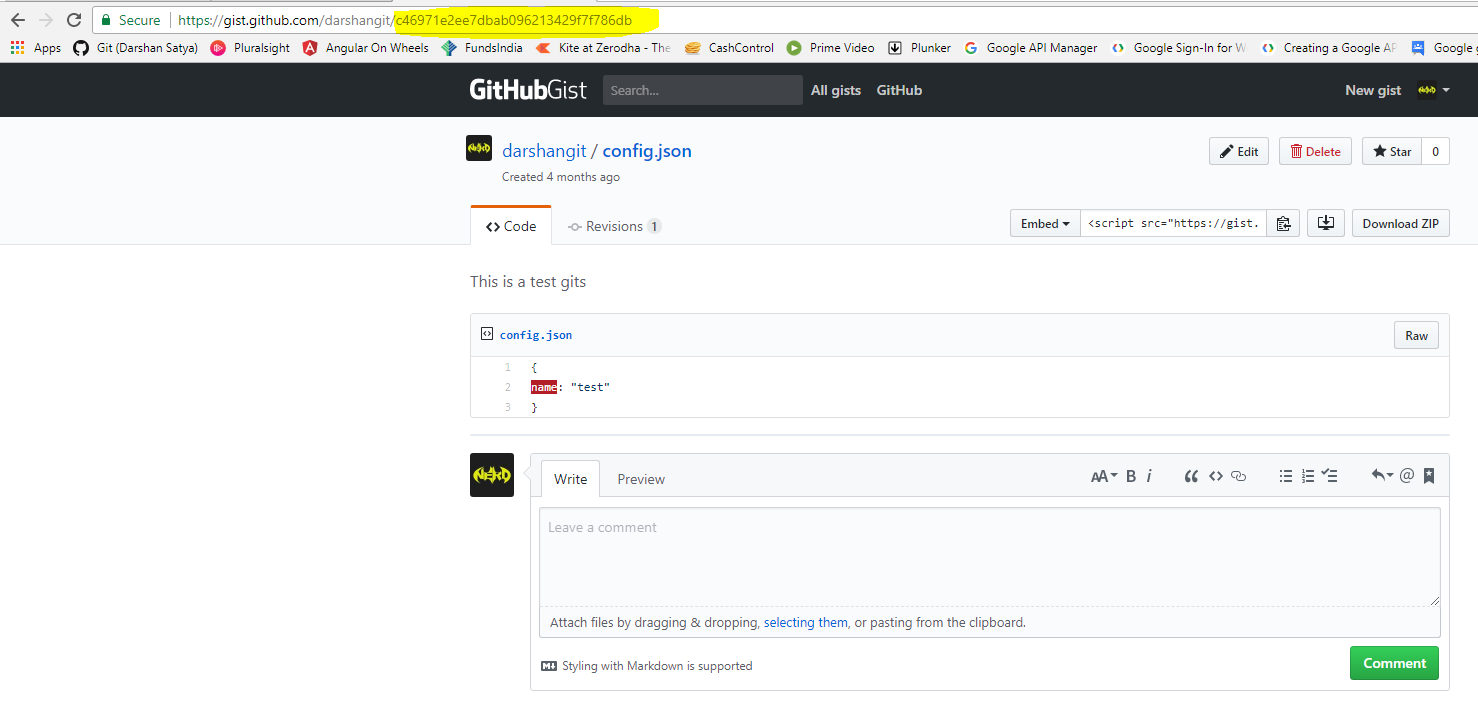 Secure https://gist.github.com/darshangit/c46971e2ee7dbab096213429f7f786db
Apps Git (Darshan Satya) Pluralsight Angular On Wheels FundsIndia Kite at Zerodha - The CashControl Prime Video Plunker Google API Manager Google Sign-In for W Creating a Google AP Google
GitHubGist Search... All gists GitHub New gist
darshangit / config.json Edit Delete Star 0
Created 4 months ago
Code Revisions 1 Embed <script src="https://gist. Download ZIP
This is a test gits
config.json Raw
1 {
2 name: "test"
3 }
NERD
Write Preview AA B i
Leave a comment
Attach files by dragging & dropping, selecting them, or pasting from the clipboard.
Styling with Markdown is supported Comment